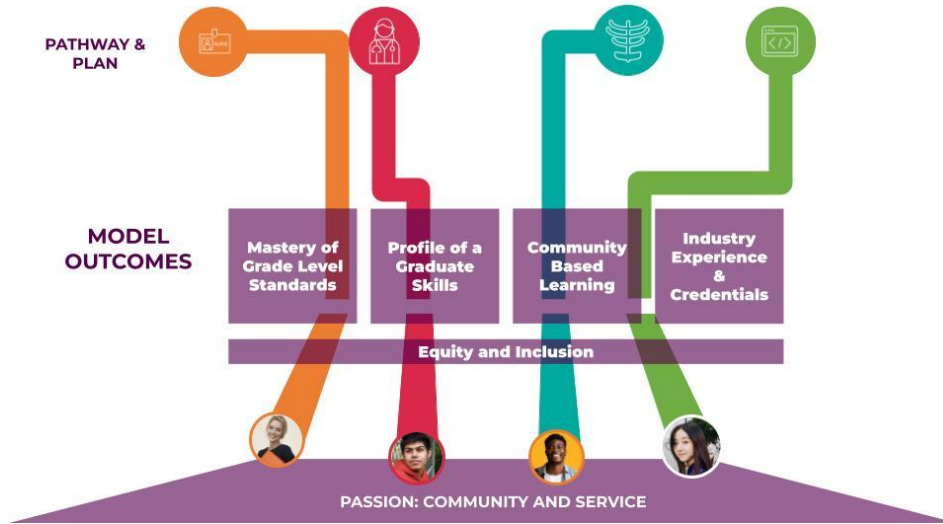 PATHWAY &
PLAN
MODEL
OUTCOMES
Mastery of
Grade Level
Standards
Profile of a
Graduate
Skills
Community
Based
Learning
Industry
Experience
&
Credentials
Equity and Inclusion
PASSION: COMMUNITY AND SERVICE